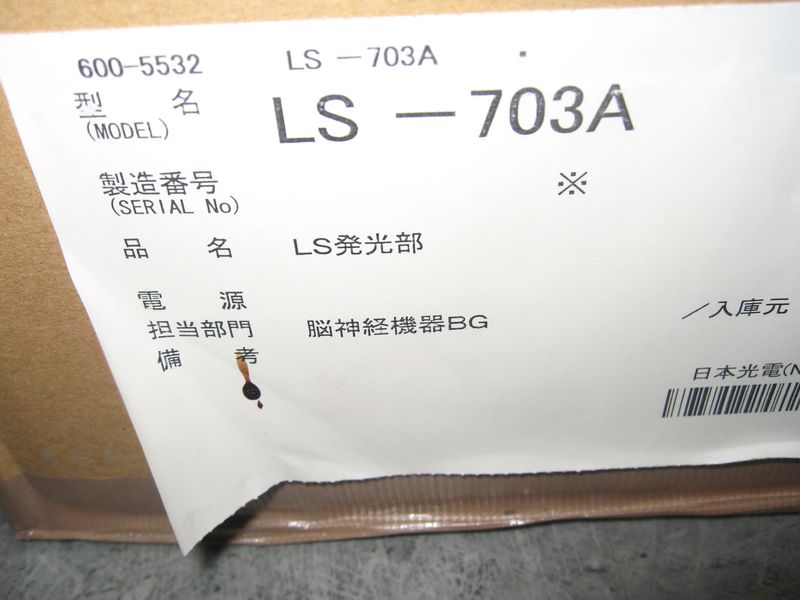 600-5532 LS －703A
型 名 LS －703A
(MODEL)
製造番号 ※
(SERIAL No)
品 名 LS発光部
電 源
担当部門 脳神経機器BG ／入庫元
備 考
日本光電(N